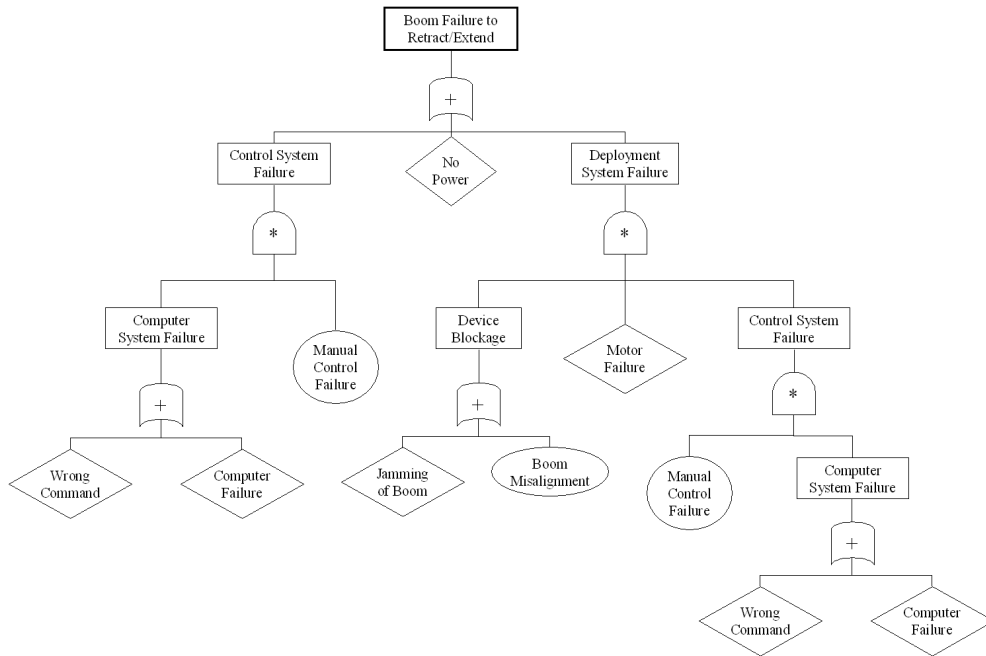 Boom Failure to
Retract/Extend
+
Control System
Failure
No
Power
Deployment
System Failure
*
*
Computer
System Failure
Manual
Control
Failure
Device
Blockage
Motor
Failure
Control System
Failure
+
+
*
Wrong
Command
Computer
Failure
Jamming
of Boom
Boom
Misalignment
Manual
Control
Failure
Computer
System Failure
+
Wrong
Command
Computer
Failure